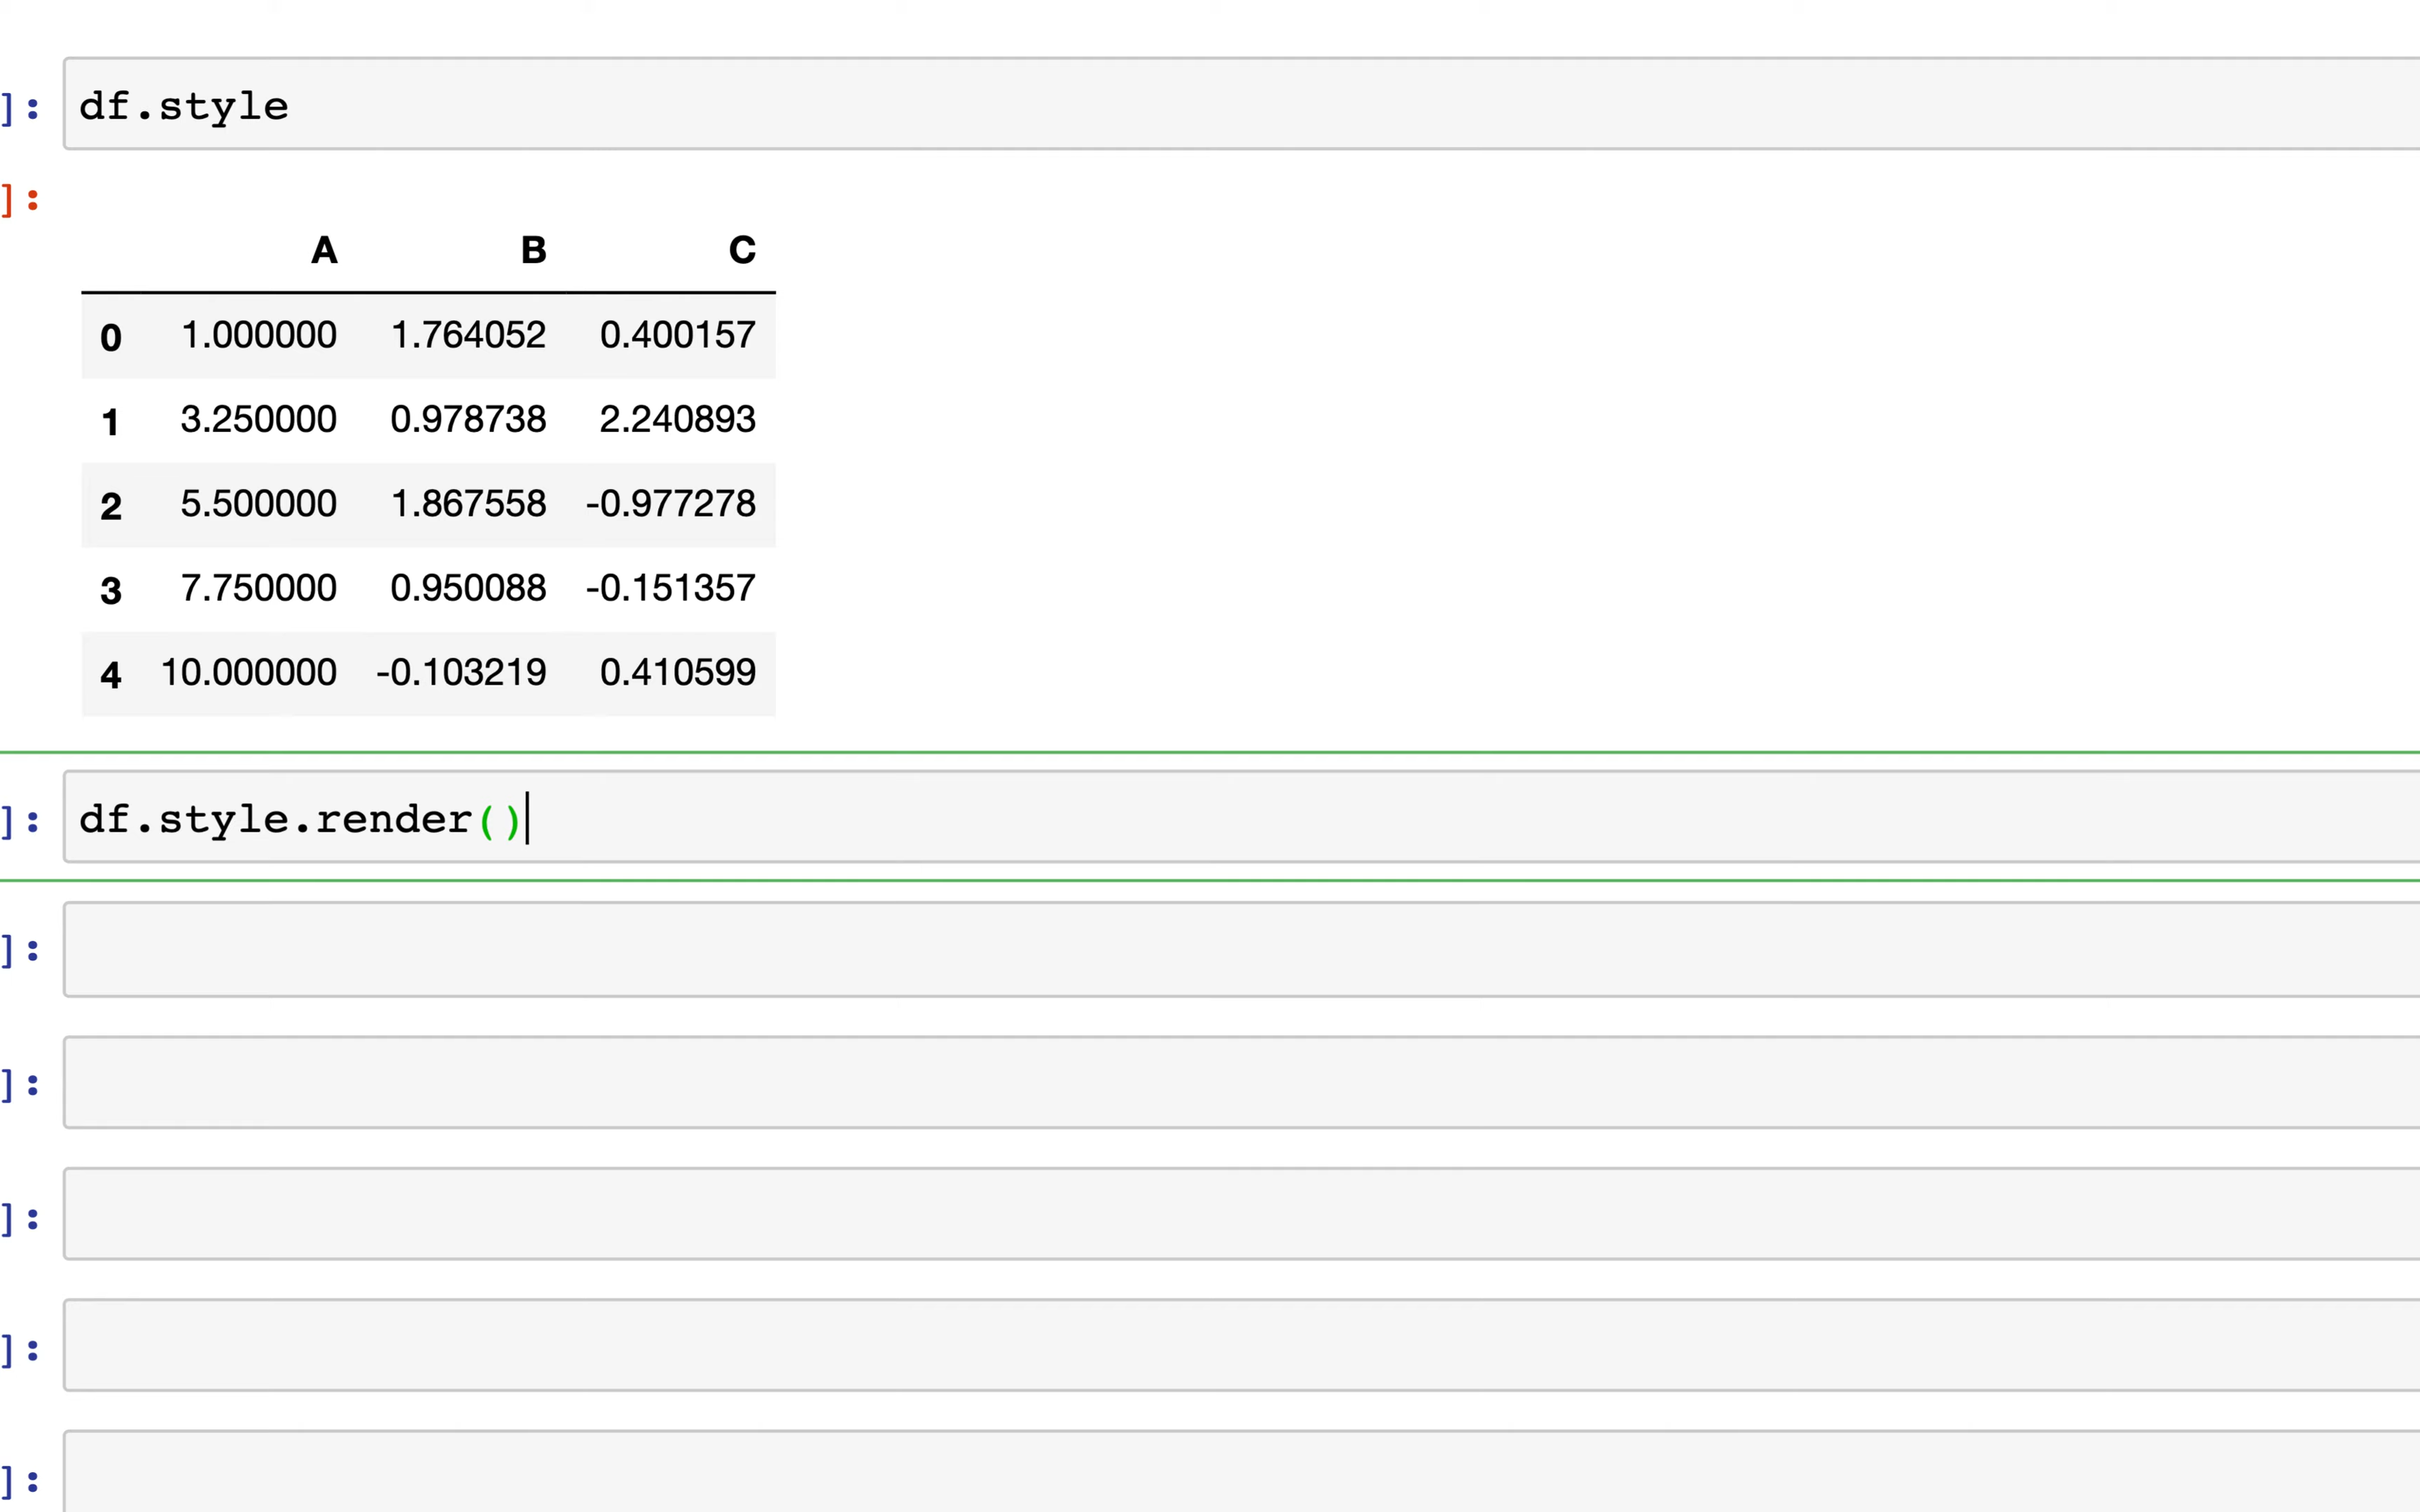 ]: df.style
]:
A B C
0 1.000000 1.764052 0.400157
1 3.250000 0.978738 2.240893
2 5.500000 1.867558 -0.977278
3 7.750000 0.950088 -0.151357
4 10.000000 -0.103219 0.410599
]: df.style.render()
]:
]:
]:
]:
]: